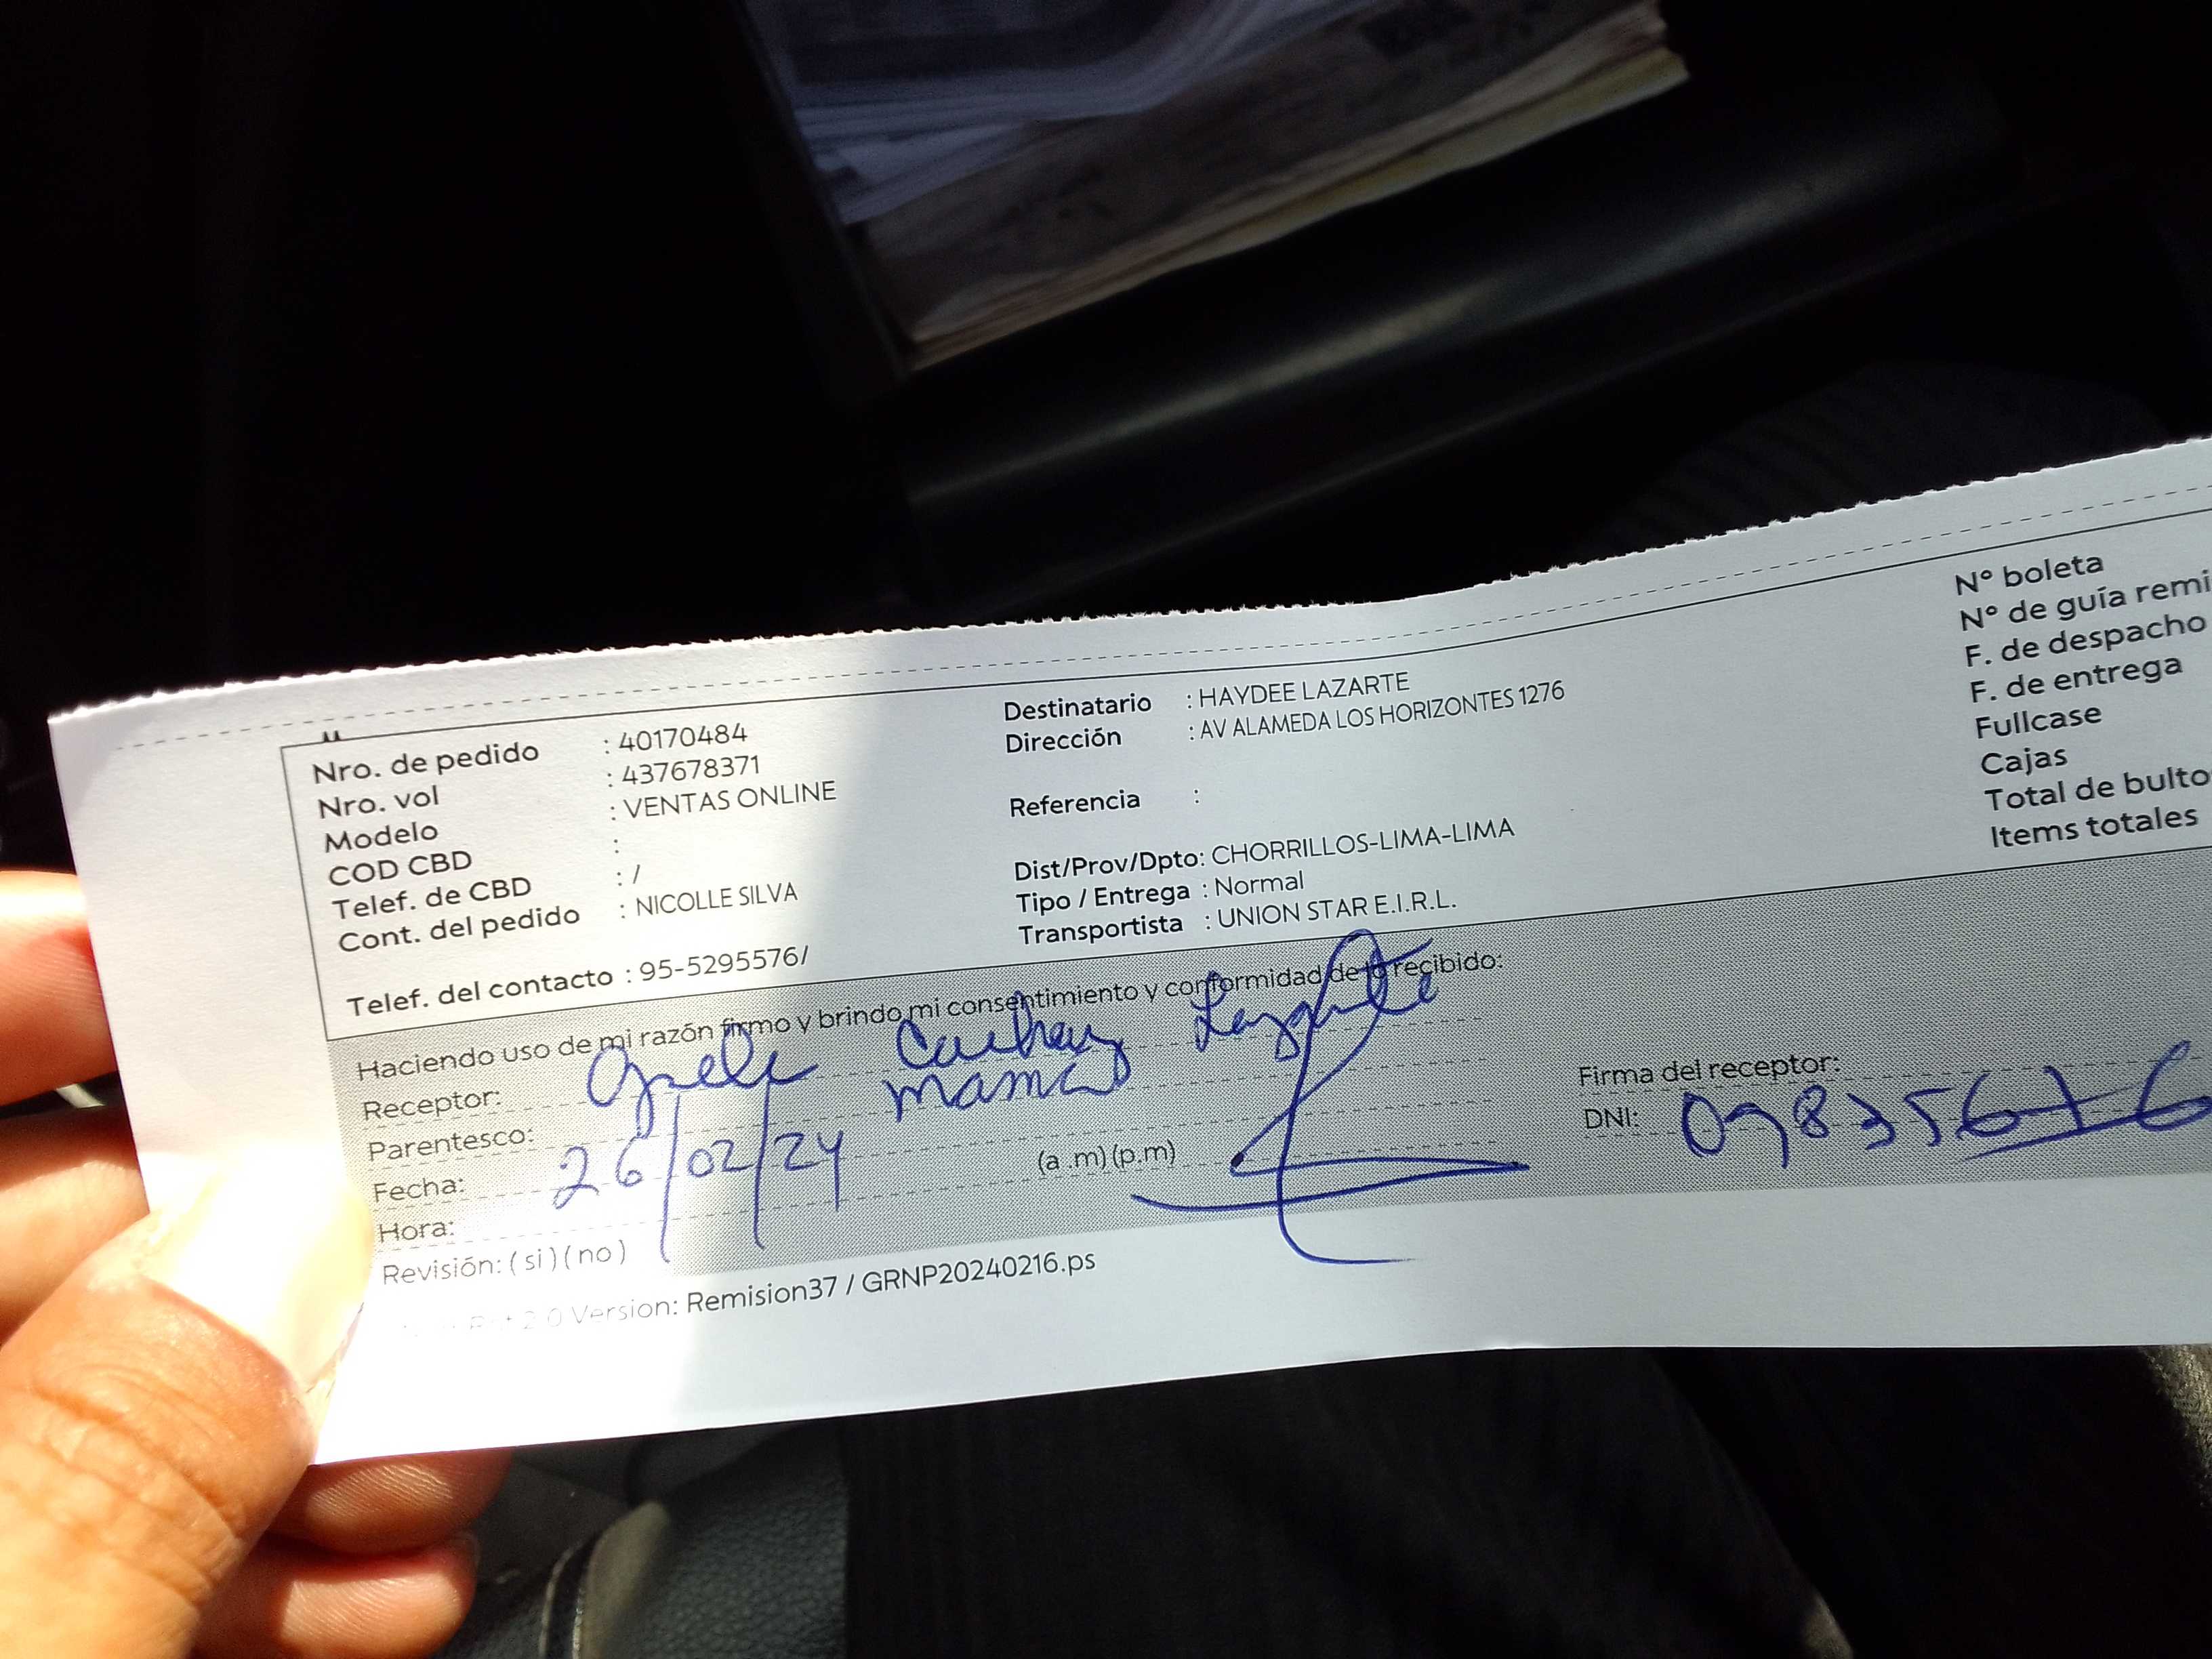 Nro. de pedido : 40170484
Nro. vol : 437678371
Modelo : VENTAS ONLINE
COD CBD :
Telef. de CBD : /
Cont. del pedido : NICOLLE SILVA
Telef. del contacto : 95-5295576/
Destinatario : HAYDEE LAZARTE
Dirección : AV ALAMEDA LOS HORIZONTES 1276
Referencia :
Dist/Prov/Dpto: CHORRILLOS-LIMA-LIMA
Tipo / Entrega : Normal
Transportista : UNION STAR E.I.R.L.
N° boleta
N° de guía remi
F. de despacho
F. de entrega
Fullcase
Cajas
Total de bulto
Items totales
Haciendo uso de mi razón firmo y brindo mi consentimiento y conformidad de lo recibido:
Receptor: Lazarte
Parentesco: mama
Fecha: 26/02/24
Hora: (a .m) (p.m)
Revisión: ( si ) ( no )
Firma del receptor:
DNI:
2.0 Version: Remision37 / GRNP20240216.ps